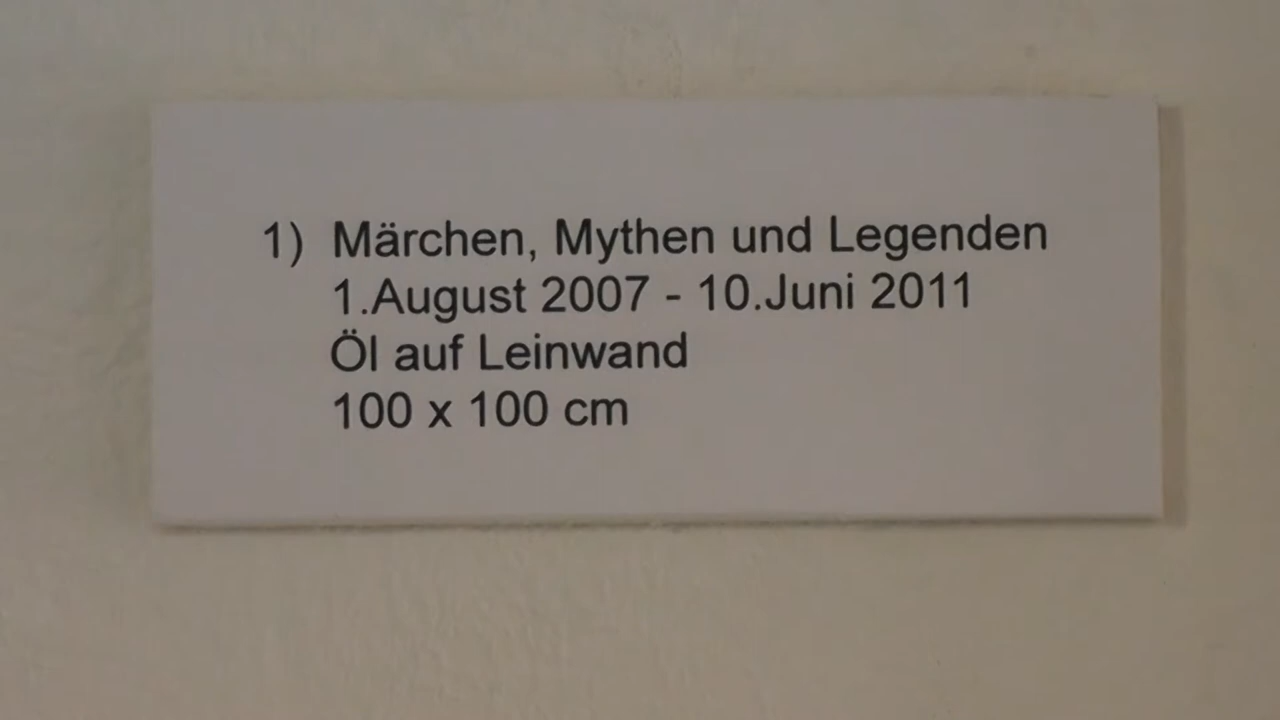 1) Märchen, Mythen und Legenden
1.August 2007 - 10.Juni 2011
Öl auf Leinwand
100 x 100 cm